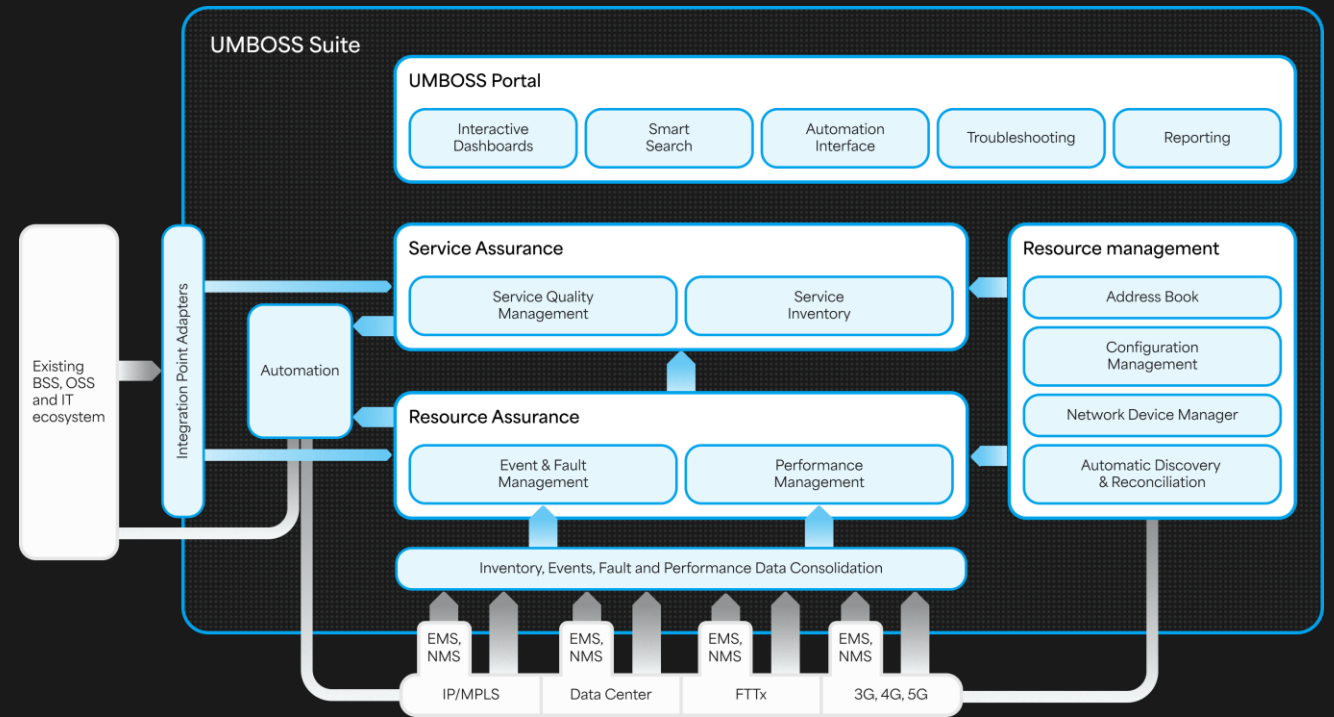 UMBOSS Suite
UMBOSS Portal
Interactive
Dashboards
Smart
Search
Automation
Interface
Troubleshooting
Reporting
Existing
BSS, OSS
and IT
ecosystem
Integration Point Adapters
Automation
Service Assurance
Service Quality
Management
Service
Inventory
Resource Assurance
Event & Fault
Management
Performance
Management
Resource management
Address Book
Configuration
Management
Network Device Manager
Automatic Discovery
& Reconciliation
Inventory, Events, Fault and Performance Data Consolidation
EMS,
NMS
EMS,
NMS
EMS,
NMS
EMS,
NMS
IP/MPLS
Data Center
FTTx
3G, 4G, 5G